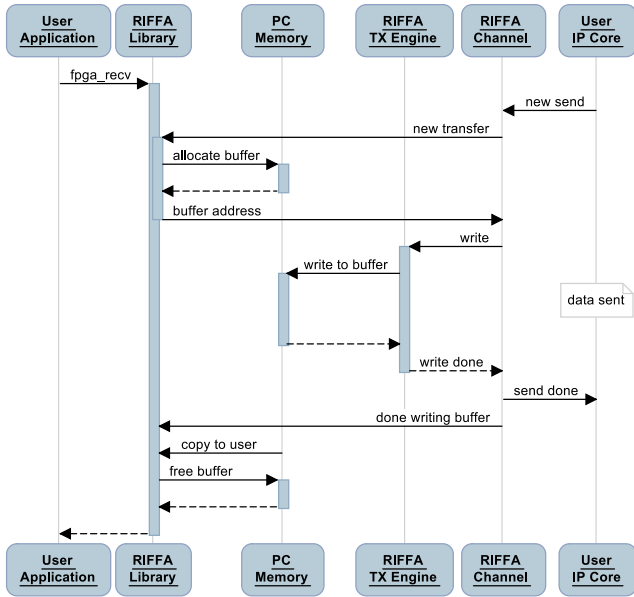 User Application
RIFFA Library
PC Memory
RIFFA TX Engine
RIFFA Channel
User IP Core
fpga_recv
new send
new transfer
allocate buffer
buffer address
write
write to buffer
data sent
write done
send done
done writing buffer
copy to user
free buffer
User Application
RIFFA Library
PC Memory
RIFFA TX Engine
RIFFA Channel
User IP Core